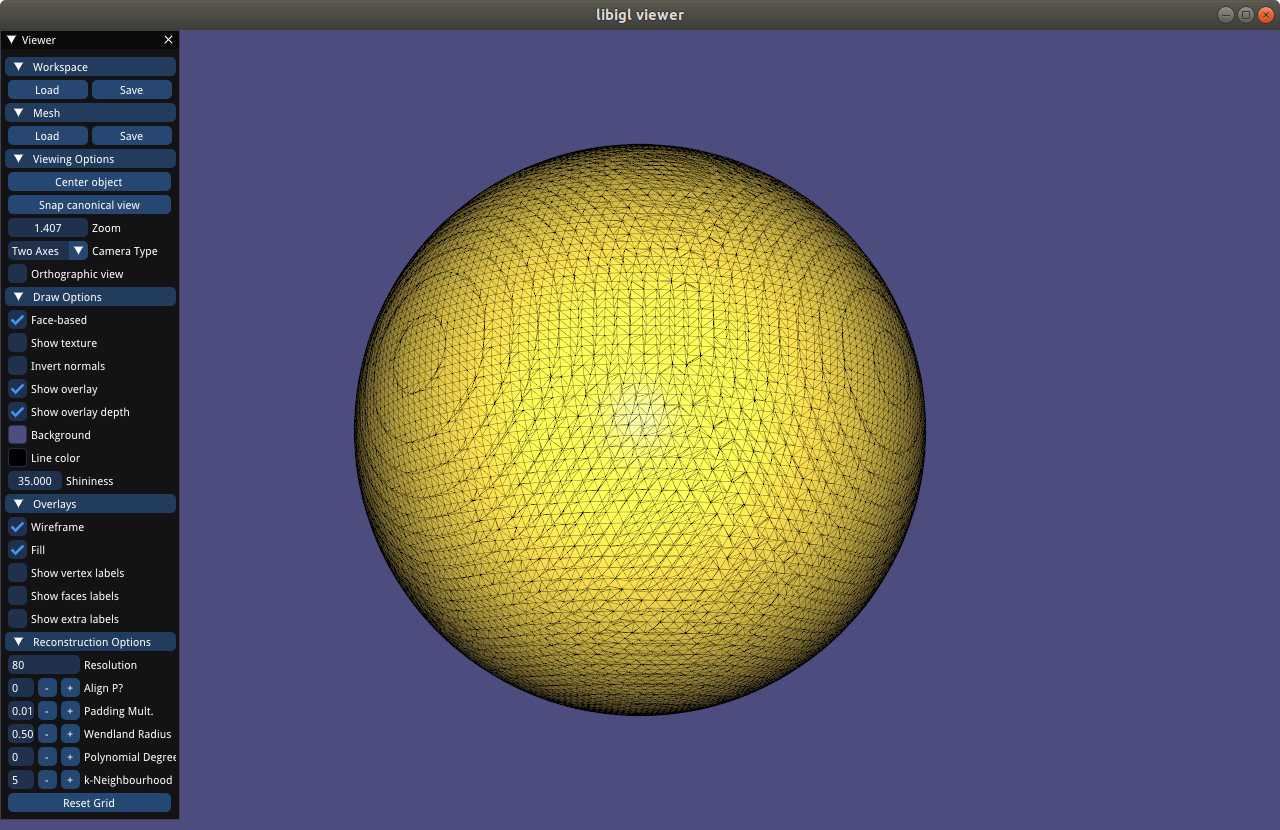 libigl viewer
Viewer
Workspace
Load Save
Mesh
Load Save
Viewing Options
Center object
Snap canonical view
1.407 Zoom
Two Axes Camera Type
Orthographic view
Draw Options
Face-based
Show texture
Invert normals
Show overlay
Show overlay depth
Background
Line color
35.000 Shininess
Overlays
Wireframe
Fill
Show vertex labels
Show faces labels
Show extra labels
Reconstruction Options
80 Resolution
0 - + Align P?
0.01 - + Padding Mult.
0.50 - + Wendland Radius
0 - + Polynomial Degree
5 - + k-Neighbourhood
Reset Grid